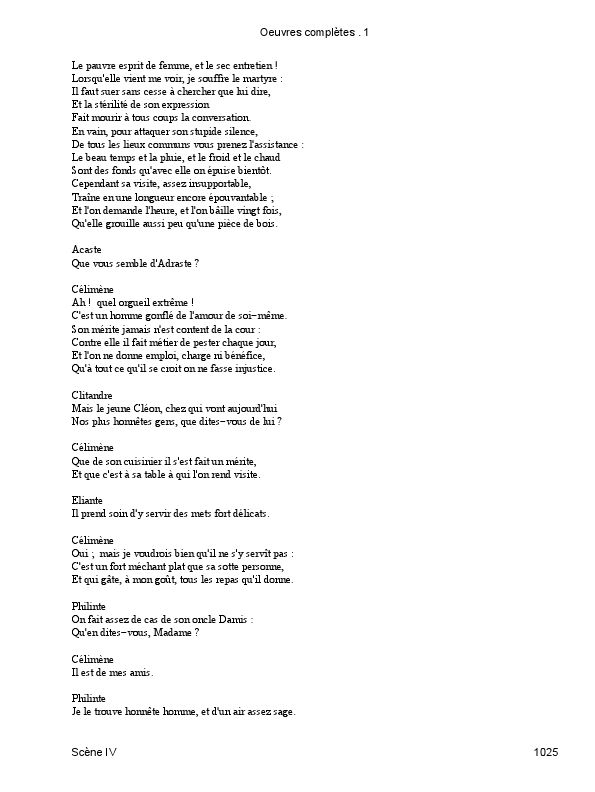 Oeuvres complètes . 1
Le pauvre esprit de femme, et le sec entretien !
Lorsqu'elle vient me voir, je souffre le martyre :
Il faut suer sans cesse à chercher que lui dire,
Et la stérilité de son expression
Fait mourir à tous coups la conversation.
En vain, pour attaquer son stupide silence,
De tous les lieux communs vous prenez l'assistance :
Le beau temps et la pluie, et le froid et le chaud
Sont des fonds qu'avec elle on épuise bientôt.
Cependant sa visite, assez insupportable,
Traîne en une longueur encore épouvantable ;
Et l'on demande l'heure, et l'on bâille vingt fois,
Qu'elle grouille aussi peu qu'une pièce de bois.
Acaste
Que vous semble d'Adraste ?
Célimène
Ah ! quel orgueil extrême !
C'est un homme gonflé de l'amour de soi-même.
Son mérite jamais n'est content de la cour :
Contre elle il fait métier de pester chaque jour,
Et l'on ne donne emploi, charge ni bénéfice,
Qu'à tout ce qu'il se croit on ne fasse injustice.
Clitandre
Mais le jeune Cléon, chez qui vont aujourd'hui
Nos plus honnêtes gens, que dites-vous de lui ?
Célimène
Que de son cuisinier il s'est fait un mérite,
Et que c'est à sa table à qui l'on rend visite.
Eliante
Il prend soin d'y servir des mets fort délicats.
Célimène
Oui ; mais je voudrois bien qu'il ne s'y servît pas :
C'est un fort méchant plat que sa sotte personne,
Et qui gâte, à mon goût, tous les repas qu'il donne.
Philinte
On fait assez de cas de son oncle Damis :
Qu'en dites-vous, Madame ?
Célimène
Il est de mes amis.
Philinte
Je le trouve honnête homme, et d'un air assez sage.
Scène IV
1025